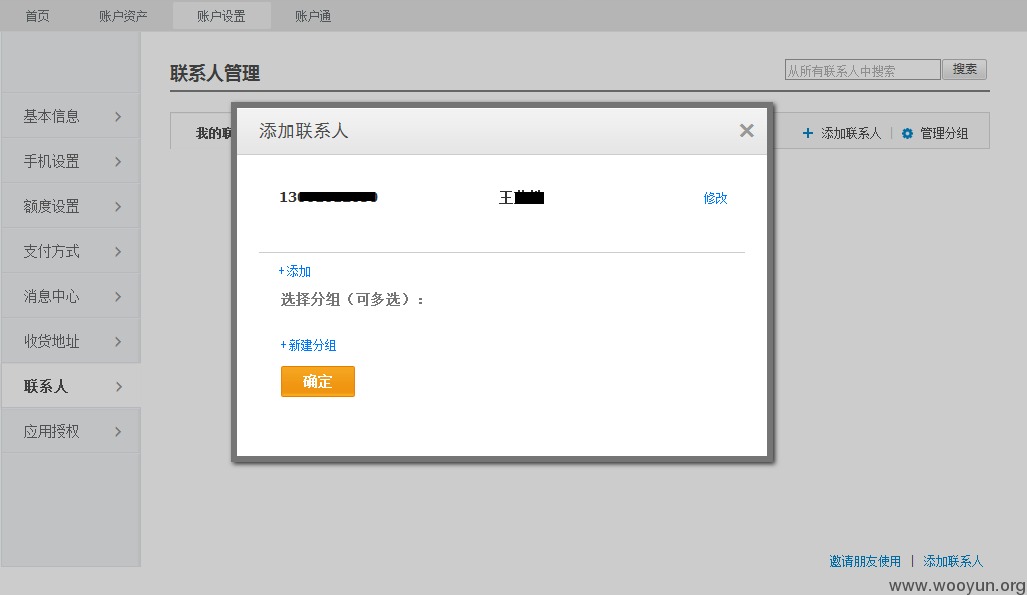 首页 账户资产 账户设置 账户通
联系人管理
从所有联系人中搜索 搜索
基本信息
手机设置
额度设置
支付方式
消息中心
收货地址
联系人
应用授权
我的联
添加联系人 | 管理分组
添加联系人
13
王
修改
+添加
选择分组（可多选）：
+新建分组
确定
邀请朋友使用 | 添加联系人
www.wooyun.org